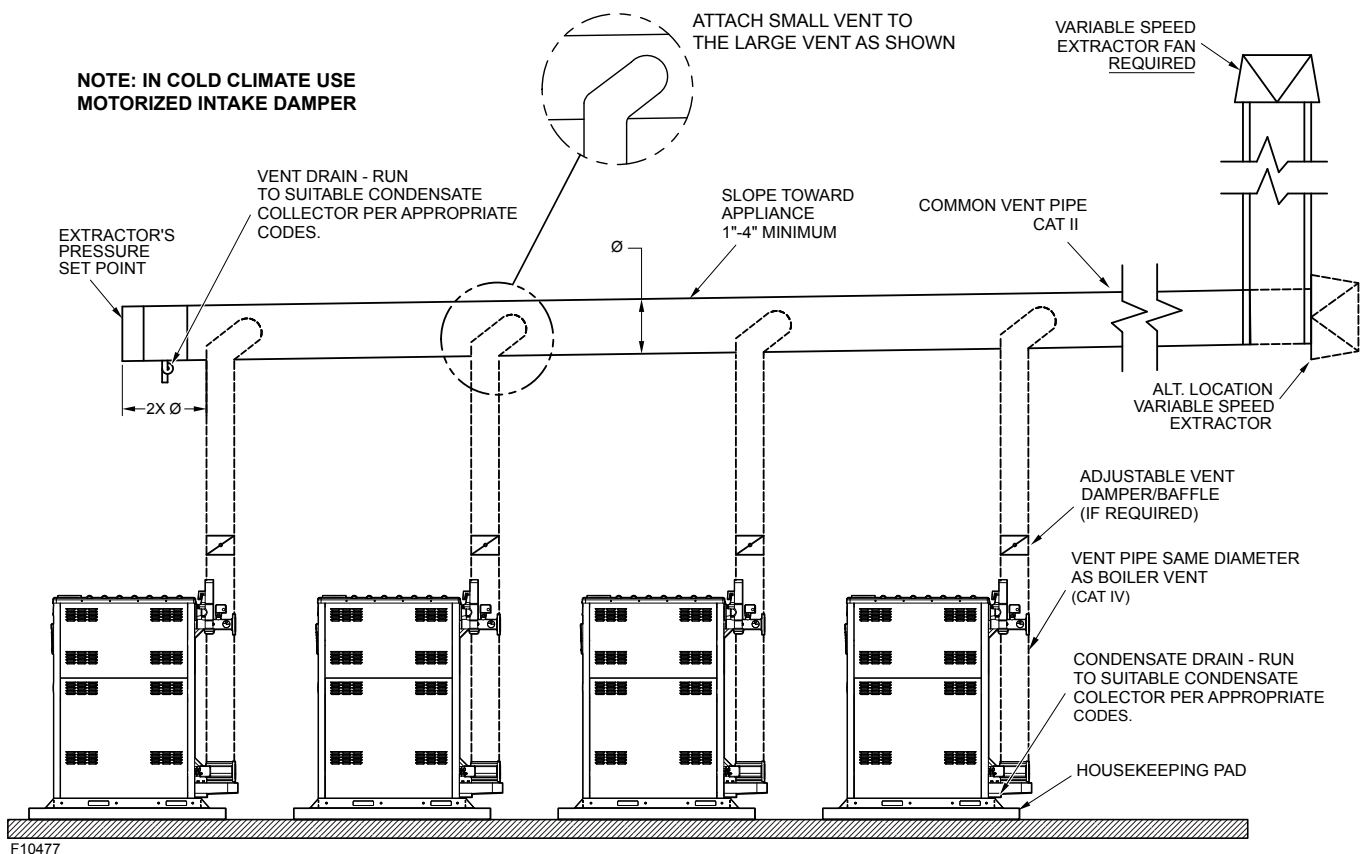 ATTACH SMALL VENT TO
THE LARGE VENT AS SHOWN
VARIABLE SPEED
EXTRACTOR FAN
REQUIRED
NOTE: IN COLD CLIMATE USE
MOTORIZED INTAKE DAMPER
VENT DRAIN - RUN
TO SUITABLE CONDENSATE
COLLECTOR PER APPROPRIATE
CODES.
SLOPE TOWARD
APPLIANCE
1"-4" MINIMUM
COMMON VENT PIPE
CAT II
EXTRACTOR'S
PRESSURE
SET POINT
Ø
2X Ø
ALT. LOCATION
VARIABLE SPEED
EXTRACTOR
ADJUSTABLE VENT
DAMPER/BAFFLE
(IF REQUIRED)
VENT PIPE SAME DIAMETER
AS BOILER VENT
(CAT IV)
CONDENSATE DRAIN - RUN
TO SUITABLE CONDENSATE
COLECTOR PER APPROPRIATE
CODES.
HOUSEKEEPING PAD
F10477